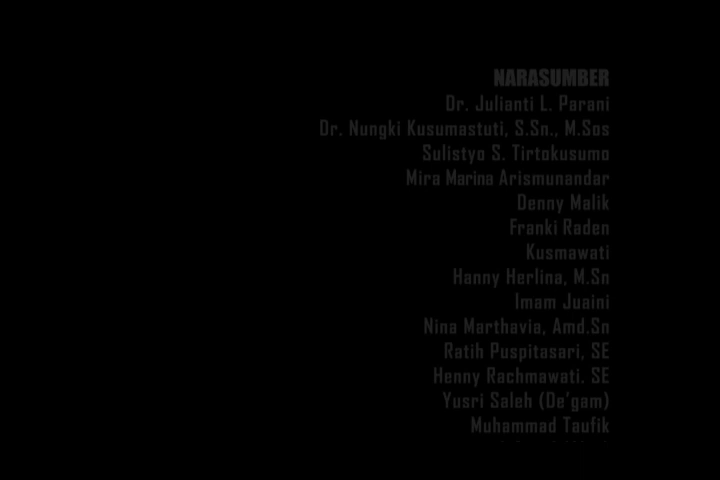 NARASUMBER
Dr. Julianti L. Parani
Dr. Nungki Kusumastuti, S.Sn., M.Sos
Sulistyo S. Tirtokusumo
Mira Marina Arismunandar
Denny Malik
Franki Raden
Kusmawati
Hanny Herlina, M.Sn
Imam Juaini
Nina Marthavia, Amd.Sn
Ratih Puspitasari, SE
Henny Rachmawati. SE
Yusri Saleh (De'gam)
Muhammad Taufik